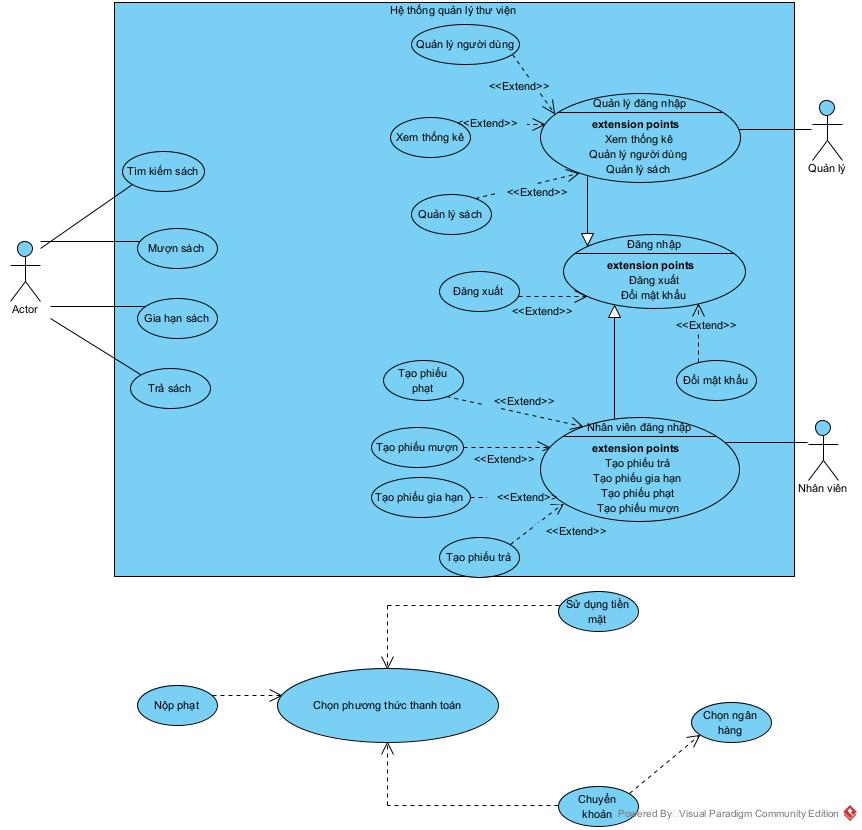 Hệ thống quản lý thư viện
Quản lý người dùng
<<Extend>>
Quản lý đăng nhập
extension points
Xem thống kê
Quản lý người dùng
Quản lý sách
<<Extend>>
Xem thống kê
Quản lý
Tìm kiếm sách
<<Extend>>
Quản lý sách
Mượn sách
Đăng nhập
extension points
Đăng xuất
Đổi mật khẩu
Đăng xuất
<<Extend>>
Actor
Gia hạn sách
<<Extend>>
Trả sách
Tạo phiếu
phạt
Đổi mật khẩu
<<Extend>>
Nhân viên đăng nhập
extension points
Tạo phiếu trả
Tạo phiếu gia hạn
Tạo phiếu phạt
Tạo phiếu mượn
Tạo phiếu mượn
<<Extend>>
Nhân viên
Tạo phiếu gia hạn
<<Extend>>
<<Extend>>
Tạo phiếu trả
Sử dụng tiền
mặt
Nộp phạt
Chọn phương thức thanh toán
Chọn ngân
hàng
Chuyển
khoản
Powered By Visual Paradigm Community Edition